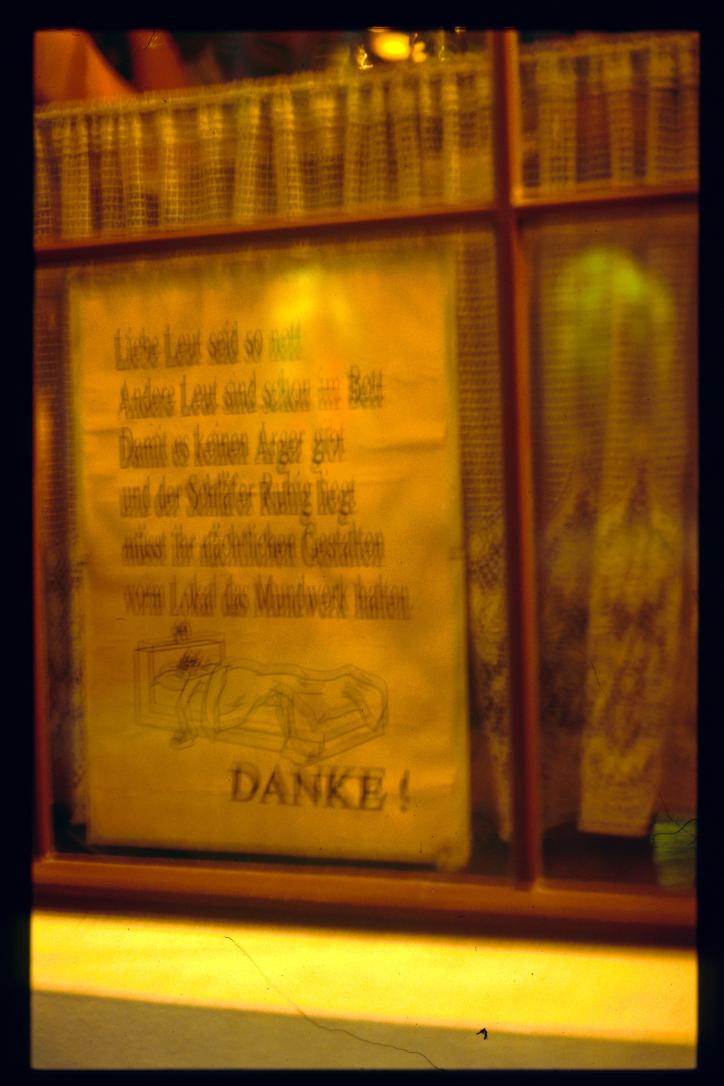 Liebe Leut seid so nett
Andere Leut sind schon im Bett
Damit es keinen Ärger gibt
und der Schläfer Ruhig liegt
müsst ihr nächtlichen Gestalten
vorm Lokal das Mundwerk halten
DANKE !